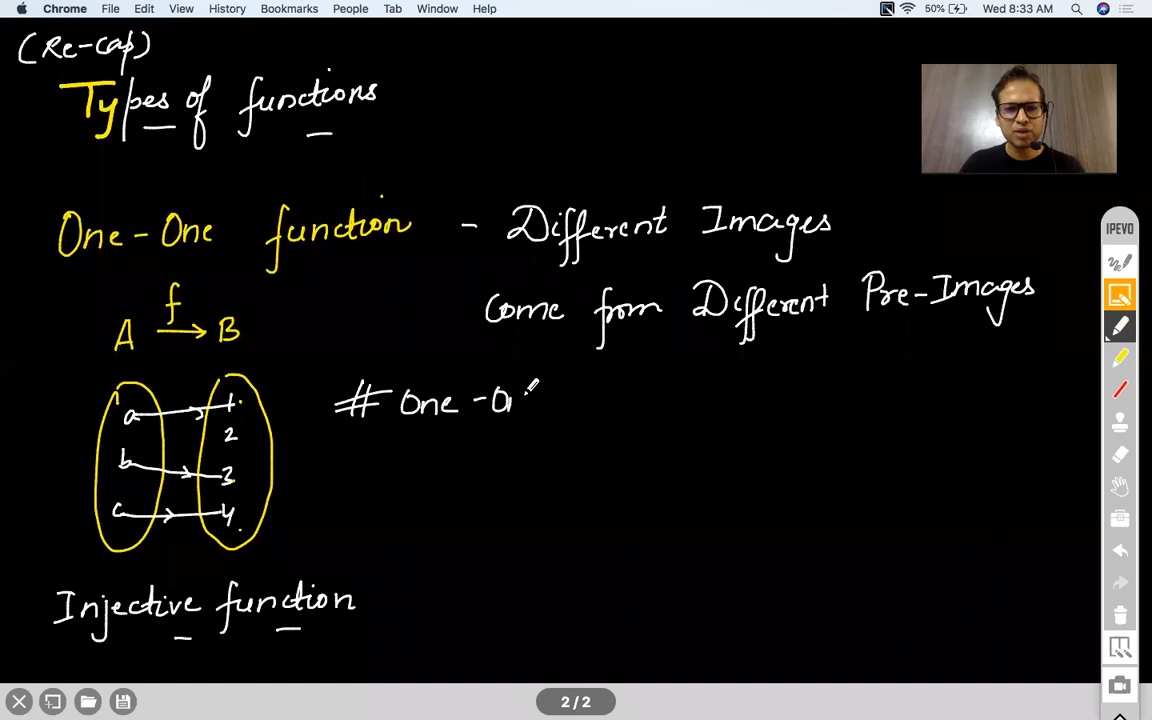 Chrome File Edit View History Bookmarks People Tab Window Help 50% Wed 8:33 AM
(Re-cap)
Types of functions
One-One function - Different Images
Come from Different Pre-Images
f
A → B
IPEVO
a 1
2
b 3
c 4
# One -On
Injective function
2 / 2